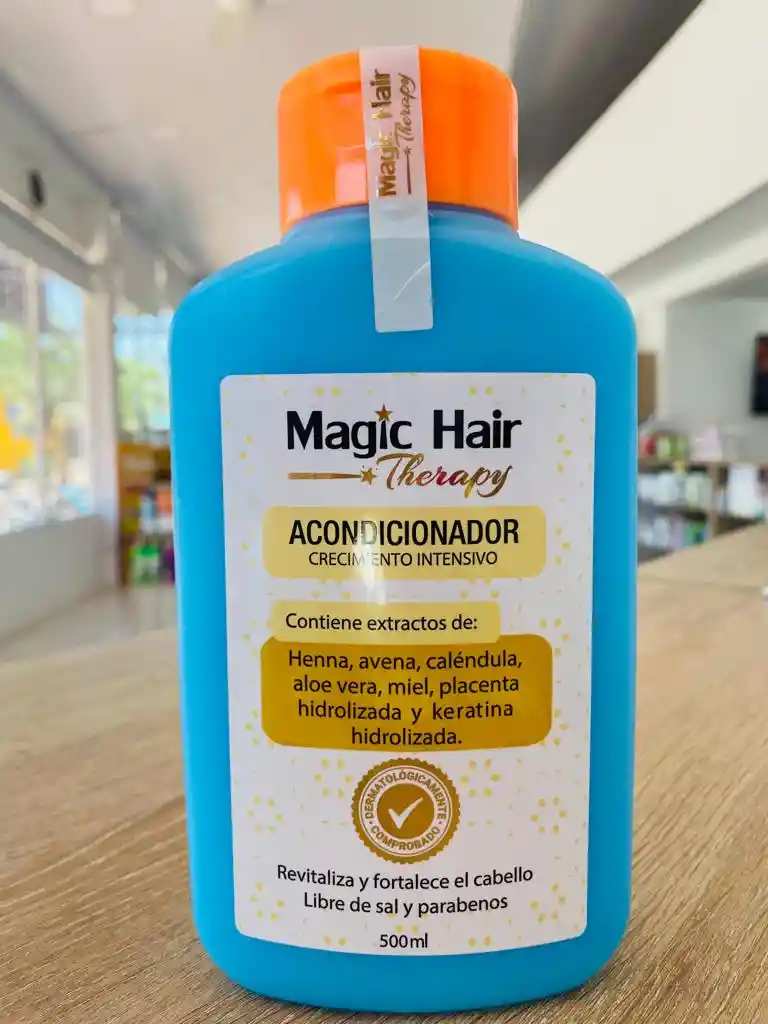 Magic Hair
Therapy
Magic Hair
Therapy
ACONDICIONADOR
CRECIMIENTO INTENSIVO
Contiene extractos de:
Henna, avena, caléndula,
aloe vera, miel, placenta
hidrolizada y keratina
hidrolizada.
DERMATOLÓGICAMENTE
COMPROBADO
Revitaliza y fortalece el cabello
Libre de sal y parabenos
500ml